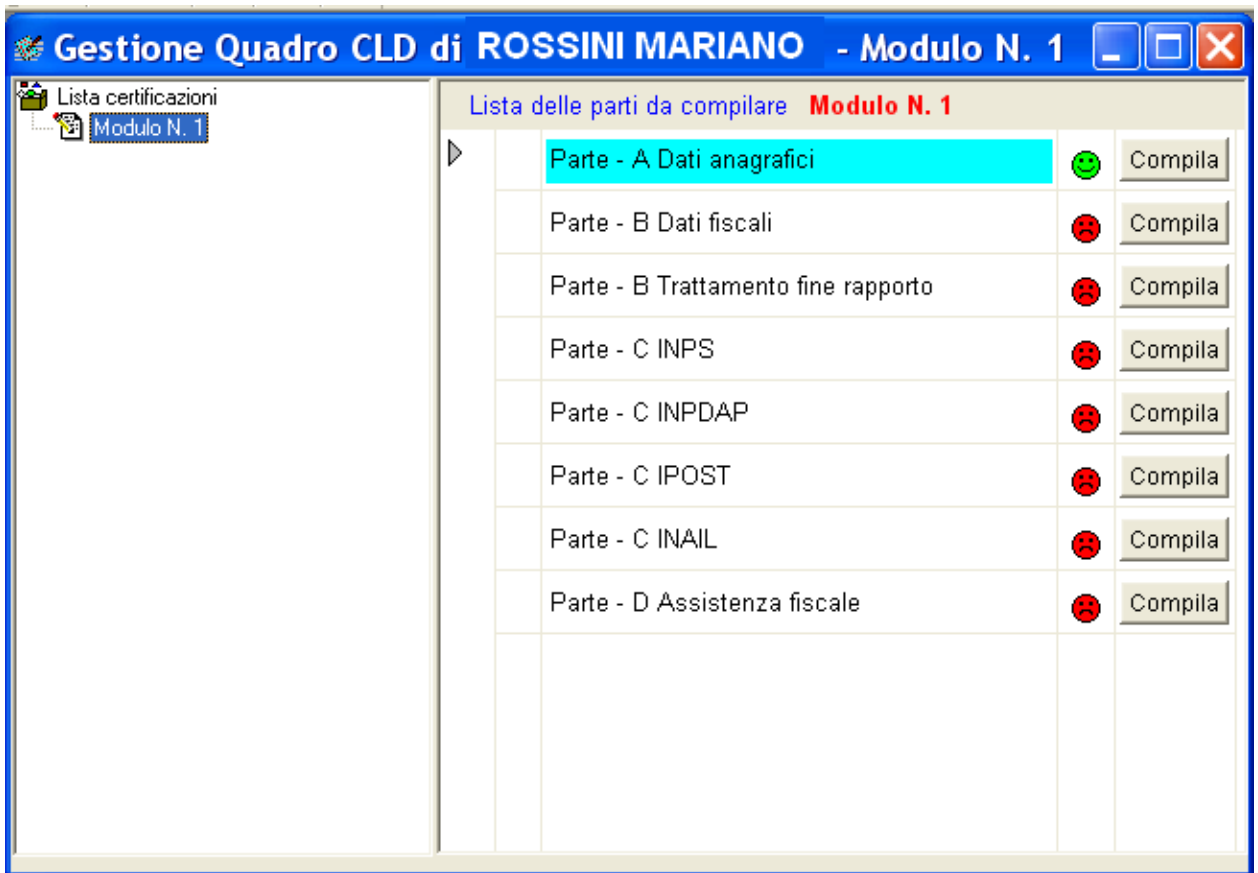 Gestione Quadro CLD di ROSSINI MARIANO - Modulo N. 1
Lista certificazioni
Modulo N. 1
Lista delle parti da compilare Modulo N. 1
Parte - A Dati anagrafici Compila
Parte - B Dati fiscali Compila
Parte - B Trattamento fine rapporto Compila
Parte - C INPS Compila
Parte - C INPDAP Compila
Parte - C IPOST Compila
Parte - C INAIL Compila
Parte - D Assistenza fiscale Compila